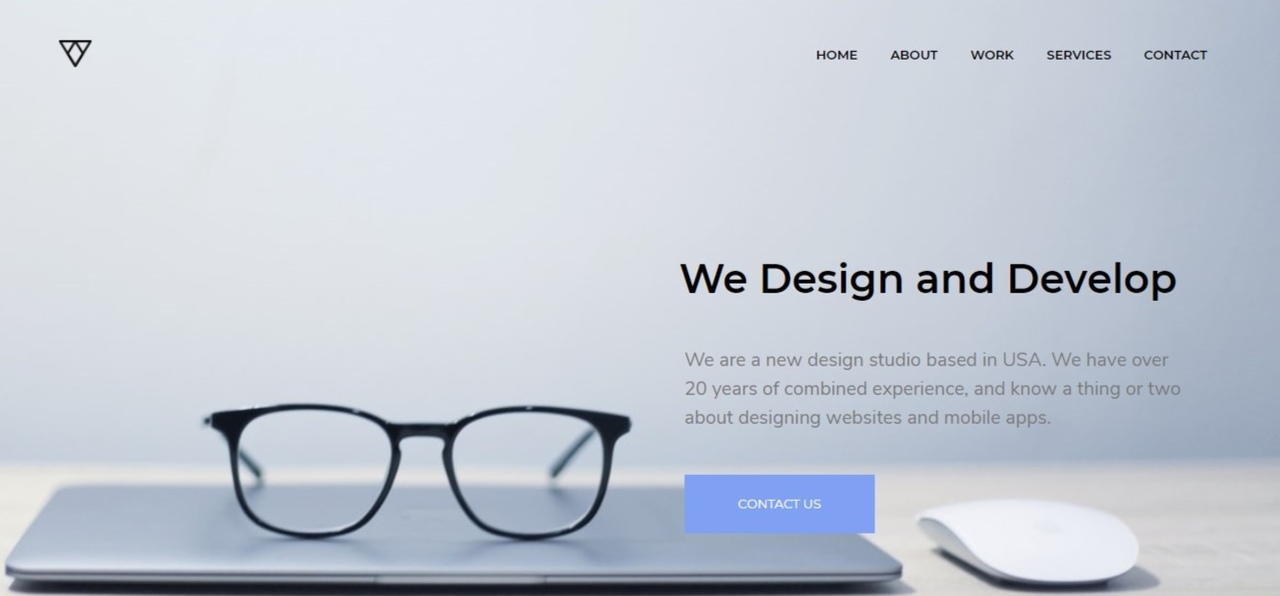 HOME ABOUT WORK SERVICES CONTACT
We Design and Develop
We are a new design studio based in USA. We have over
20 years of combined experience, and know a thing or two
about designing websites and mobile apps.
CONTACT US